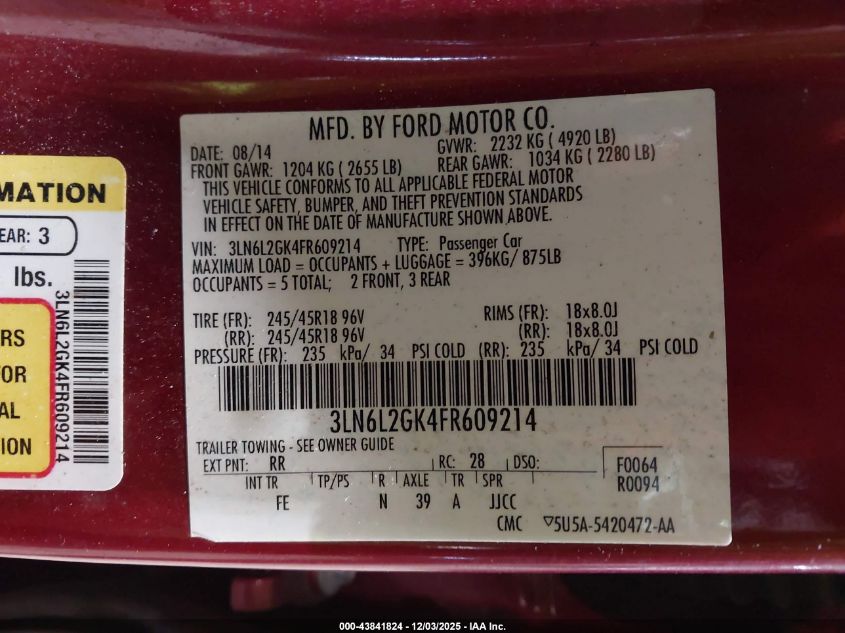 MATION
EAR: 3
lbs.
RS
OR
AL
ION
3LN6L2GK4FR609214
MFD. BY FORD MOTOR CO.
DATE: 08/14 GVWR: 2232 KG ( 4920 LB)
FRONT GAWR: 1204 KG ( 2655 LB) REAR GAWR: 1034 KG ( 2280 LB)
THIS VEHICLE CONFORMS TO ALL APPLICABLE FEDERAL MOTOR
VEHICLE SAFETY, BUMPER, AND THEFT PREVENTION STANDARDS
IN EFFECT ON THE DATE OF MANUFACTURE SHOWN ABOVE.
VIN: 3LN6L2GK4FR609214 TYPE: Passenger Car
MAXIMUM LOAD = OCCUPANTS + LUGGAGE = 396KG/ 875LB
OCCUPANTS = 5 TOTAL; 2 FRONT, 3 REAR
TIRE (FR): 245/45R18 96V RIMS (FR): 18x8.0J
(RR): 245/45R18 96V (RR): 18x8.0J
PRESSURE (FR): 235 kPa/ 34 PSI COLD (RR): 235 kPa/ 34 PSI COLD
3LN6L2GK4FR609214
TRAILER TOWING - SEE OWNER GUIDE
EXT PNT: RR RC: 28 DSO: F0064
INT TR TP/PS R AXLE TR SPR R0094
FE N 39 A JJCC
CMC ▽5U5A-5420472-AA
000-43841824 - 12/03/2025 - IAA Inc.